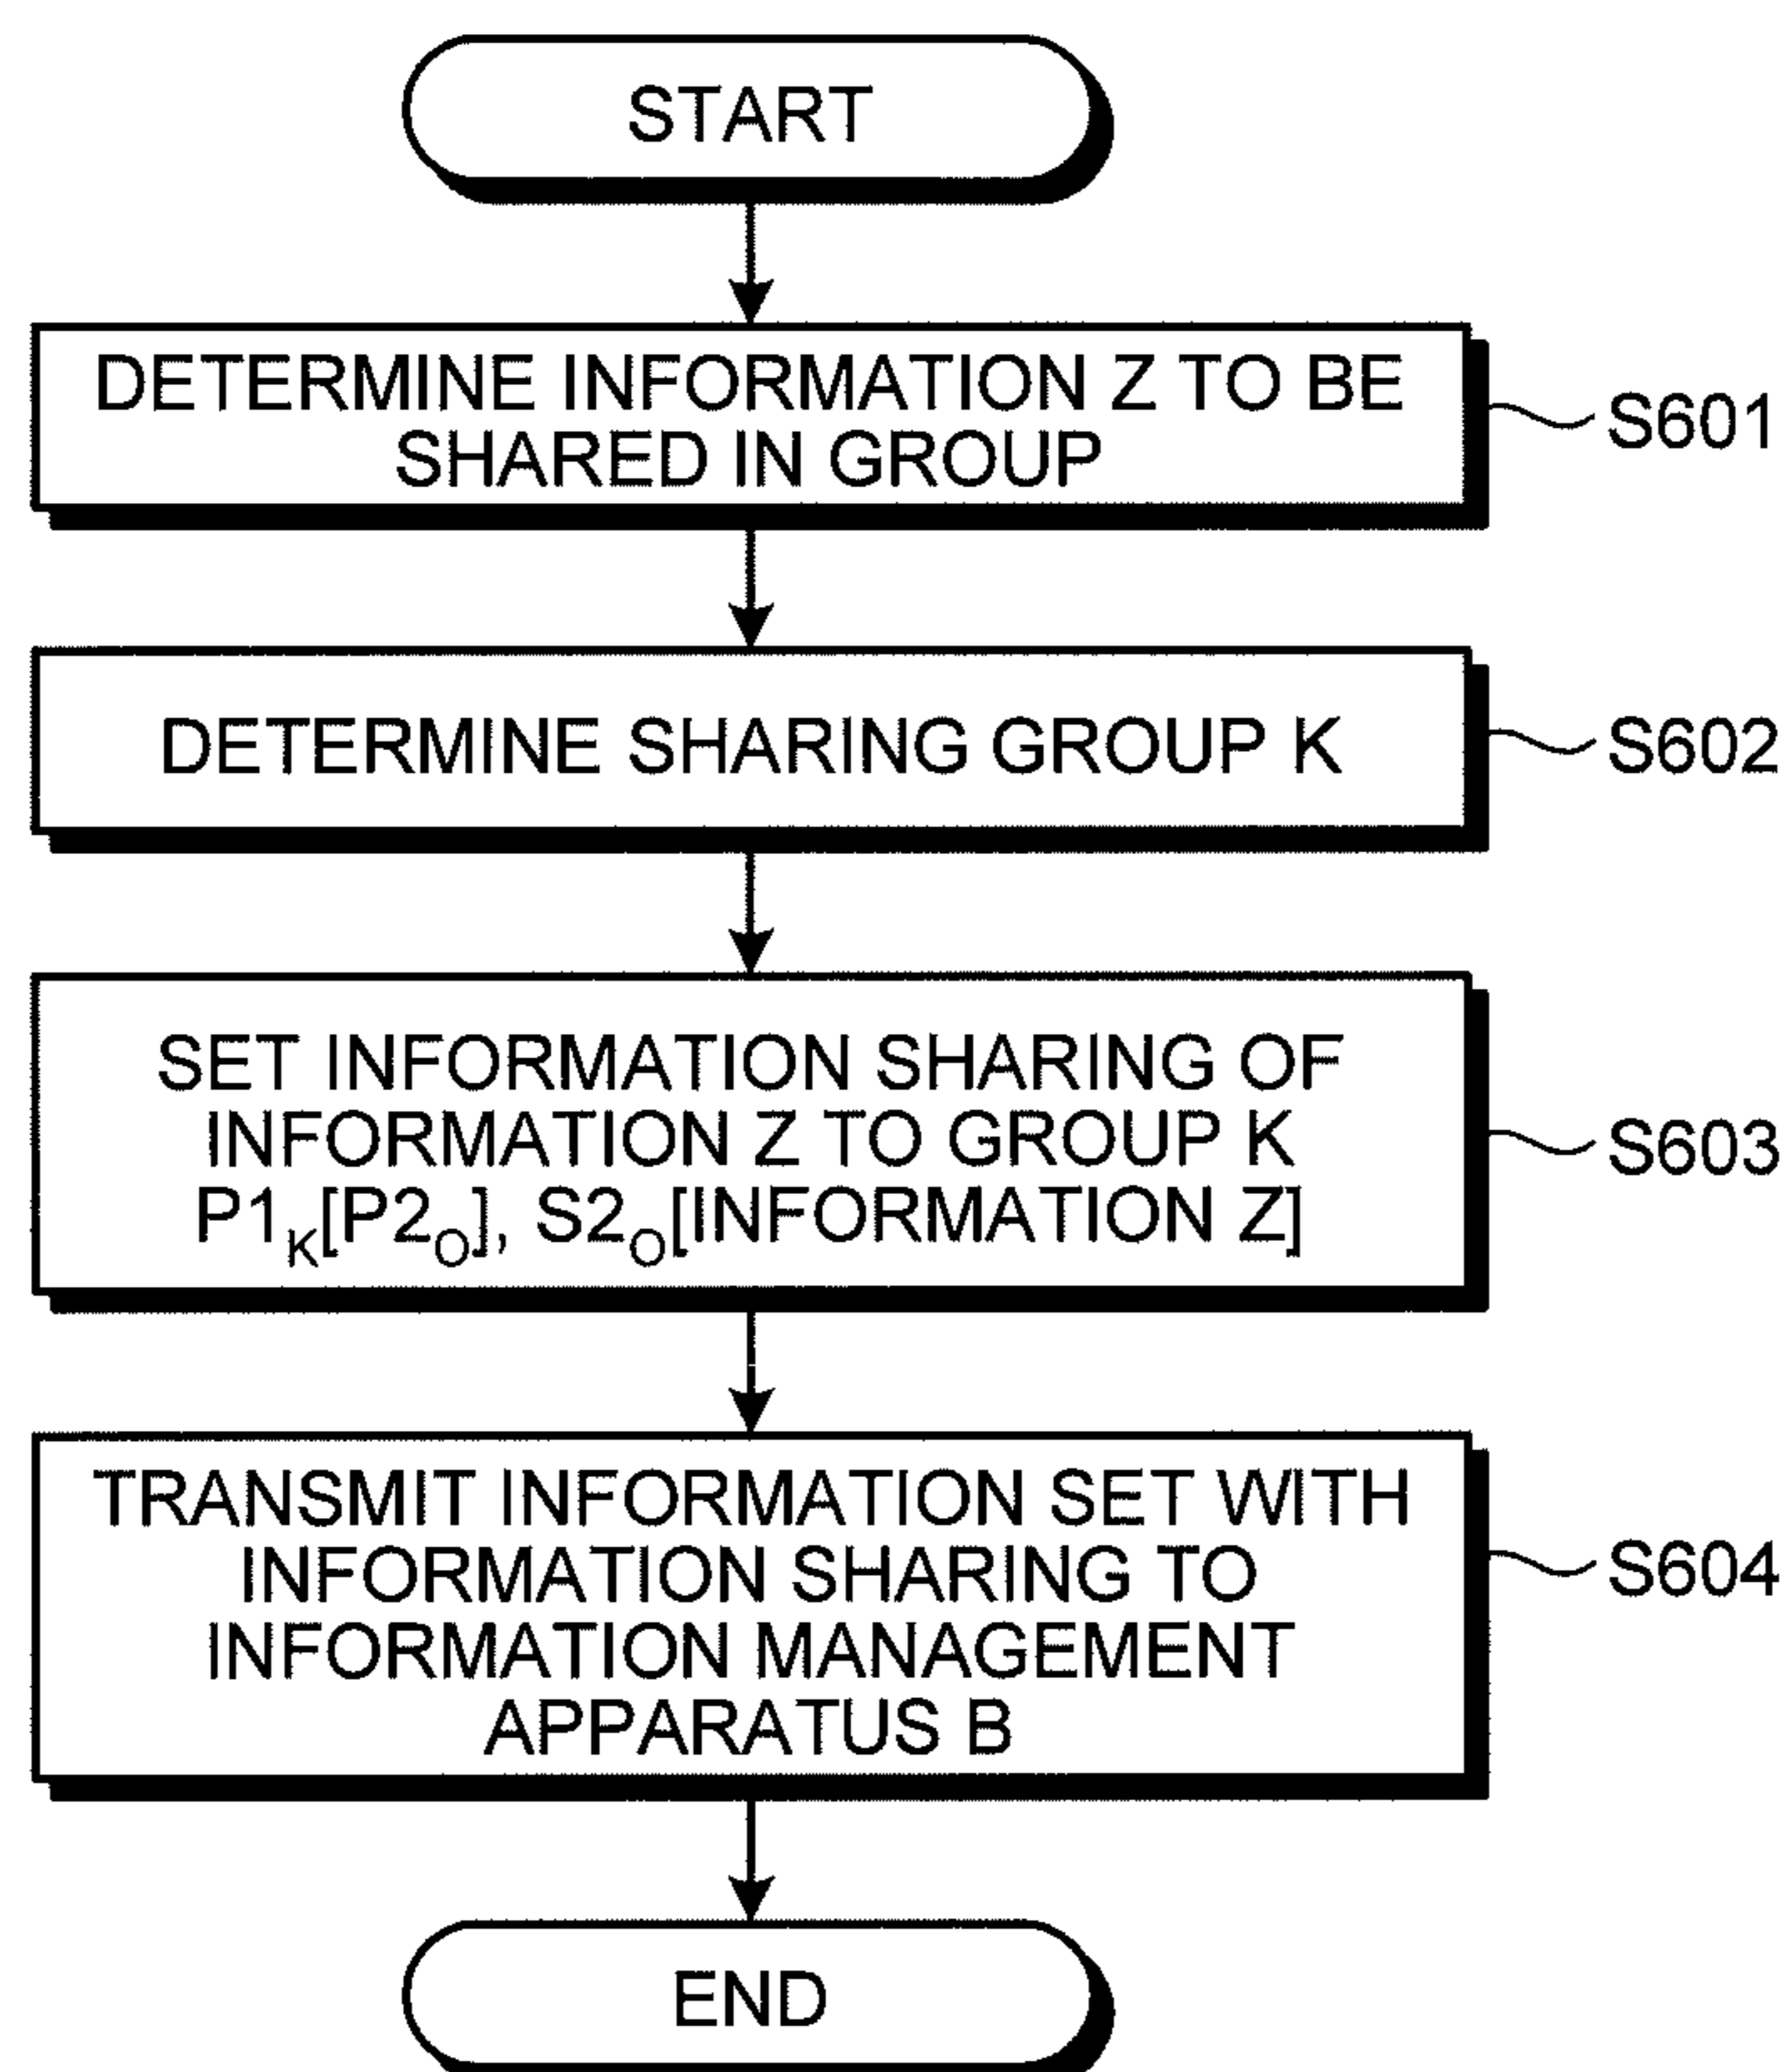 START
DETERMINE INFORMATION Z TO BE
SHARED IN GROUP
S601
DETERMINE SHARING GROUP K
S602
SET INFORMATION SHARING OF
INFORMATION Z TO GROUP K
P1K[P2O], S2O[INFORMATION Z]
S603
TRANSMIT INFORMATION SET WITH
INFORMATION SHARING TO
INFORMATION MANAGEMENT
APPARATUS B
S604
END